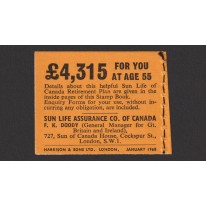 £4,315 FOR YOU
AT AGE 55
Details about this helpful Sun Life of
Canada Retirement Plan are given in the
inside pages of this Stamp Book.
Enquiry Forms for your use, without in-
curring any obligation, are included.
SUN LIFE ASSURANCE CO. OF CANADA
F. K. DOODY (General Manager for Gt.
Britain and Ireland),
727, Sun of Canada House, Cockspur St.,
London, S.W.1.
HARRISON & SONS LTD., LONDON. JANUARY 1968